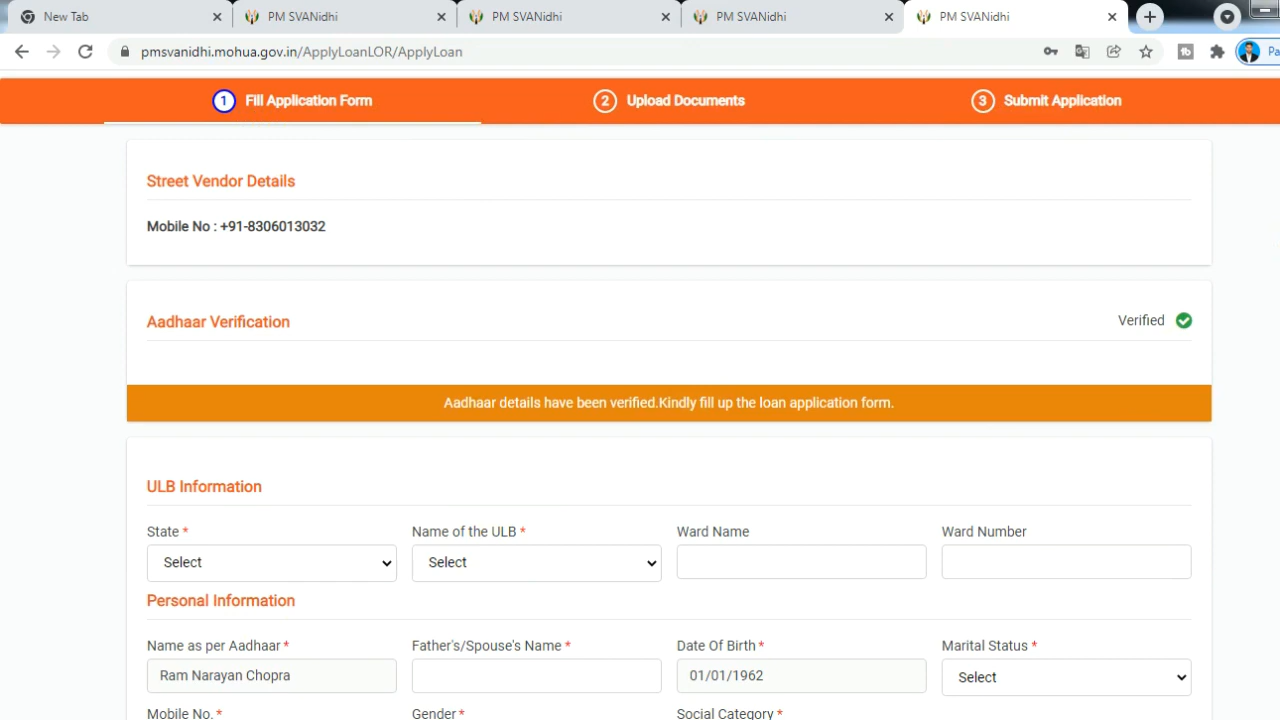 New Tab
PM SVANidhi
PM SVANidhi
PM SVANidhi
PM SVANidhi
pmsvanidhi.mohua.gov.in/ApplyLoanLOR/ApplyLoan
Pa
1 Fill Application Form
2 Upload Documents
3 Submit Application
Street Vendor Details
Mobile No : +91-8306013032
Aadhaar Verification
Verified
Aadhaar details have been verified.Kindly fill up the loan application form.
ULB Information
State * Name of the ULB * Ward Name Ward Number
Select Select
Personal Information
Name as per Aadhaar * Father's/Spouse's Name * Date Of Birth * Marital Status *
Ram Narayan Chopra 01/01/1962 Select
Mobile No. * Gender * Social Category *